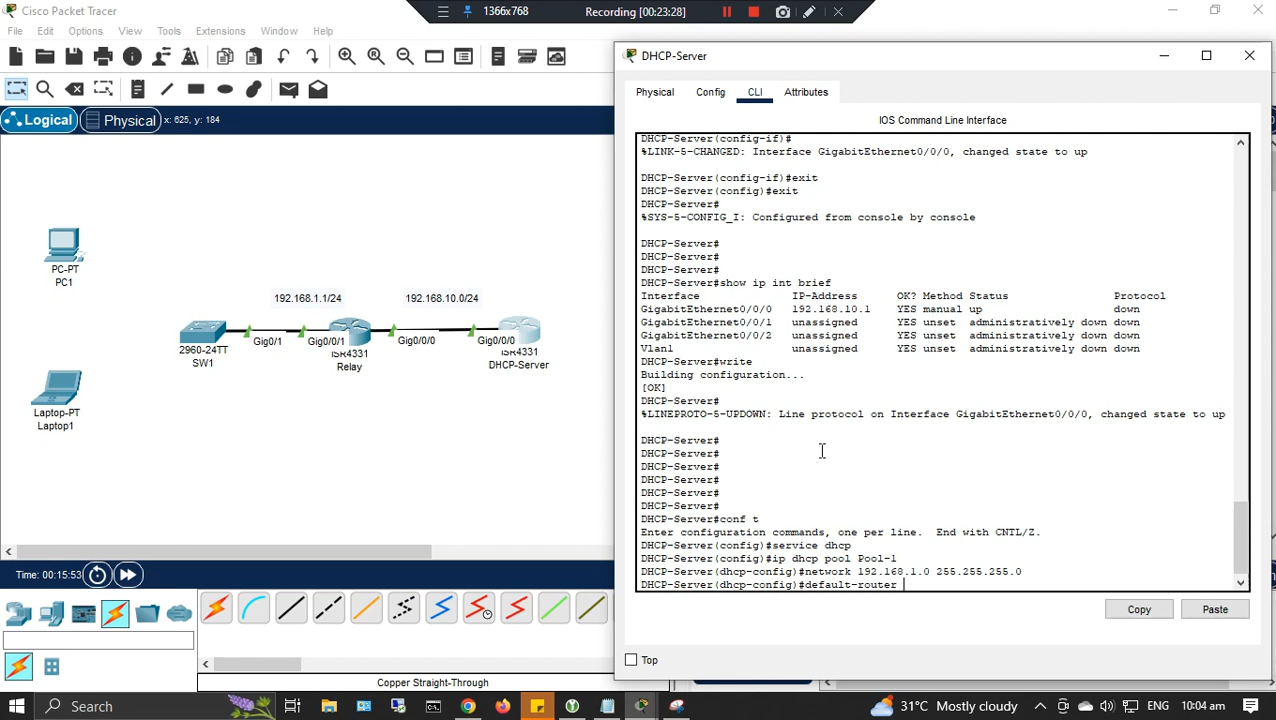 Cisco Packet Tracer
1366x768
Recording [00:23:28]
File Edit Options View Tools Extensions Window Help
Logical
Physical
x: 625, y: 184
DHCP-Server
Physical Config CLI Attributes
IOS Command Line Interface
DHCP-Server(config-if)#
%LINK-5-CHANGED: Interface GigabitEthernet0/0/0, changed state to up
DHCP-Server(config-if)#exit
DHCP-Server(config)#exit
DHCP-Server#
%SYS-5-CONFIG_I: Configured from console by console
DHCP-Server#
DHCP-Server#
DHCP-Server#
DHCP-Server#show ip int brief
Interface IP-Address OK? Method Status Protocol
GigabitEthernet0/0/0 192.168.10.1 YES manual up down
GigabitEthernet0/0/1 unassigned YES unset administratively down down
GigabitEthernet0/0/2 unassigned YES unset administratively down down
Vlan1 unassigned YES unset administratively down down
DHCP-Server#write
Building configuration...
[OK]
DHCP-Server#
%LINEPROTO-5-UPDOWN: Line protocol on Interface GigabitEthernet0/0/0, changed state to up
DHCP-Server#
DHCP-Server#
DHCP-Server#
DHCP-Server#
DHCP-Server#
DHCP-Server#
DHCP-Server#conf t
Enter configuration commands, one per line. End with CNTL/Z.
DHCP-Server(config)#service dhcp
DHCP-Server(config)#ip dhcp pool Pool-1
DHCP-Server(dhcp-config)#network 192.168.1.0 255.255.255.0
DHCP-Server(dhcp-config)#default-router
Copy
Paste
Top
PC-PT
PC1
192.168.1.1/24
192.168.10.0/24
2960-24TT
SW1
Gig0/1
Gig0/0/1
ISR4331
Relay
Gig0/0/0
Gig0/0/0
ISR4331
DHCP-Server
Laptop-PT
Laptop1
Time: 00:15:53
Copper Straight-Through
Search
31°C Mostly cloudy
ENG
10:04 am